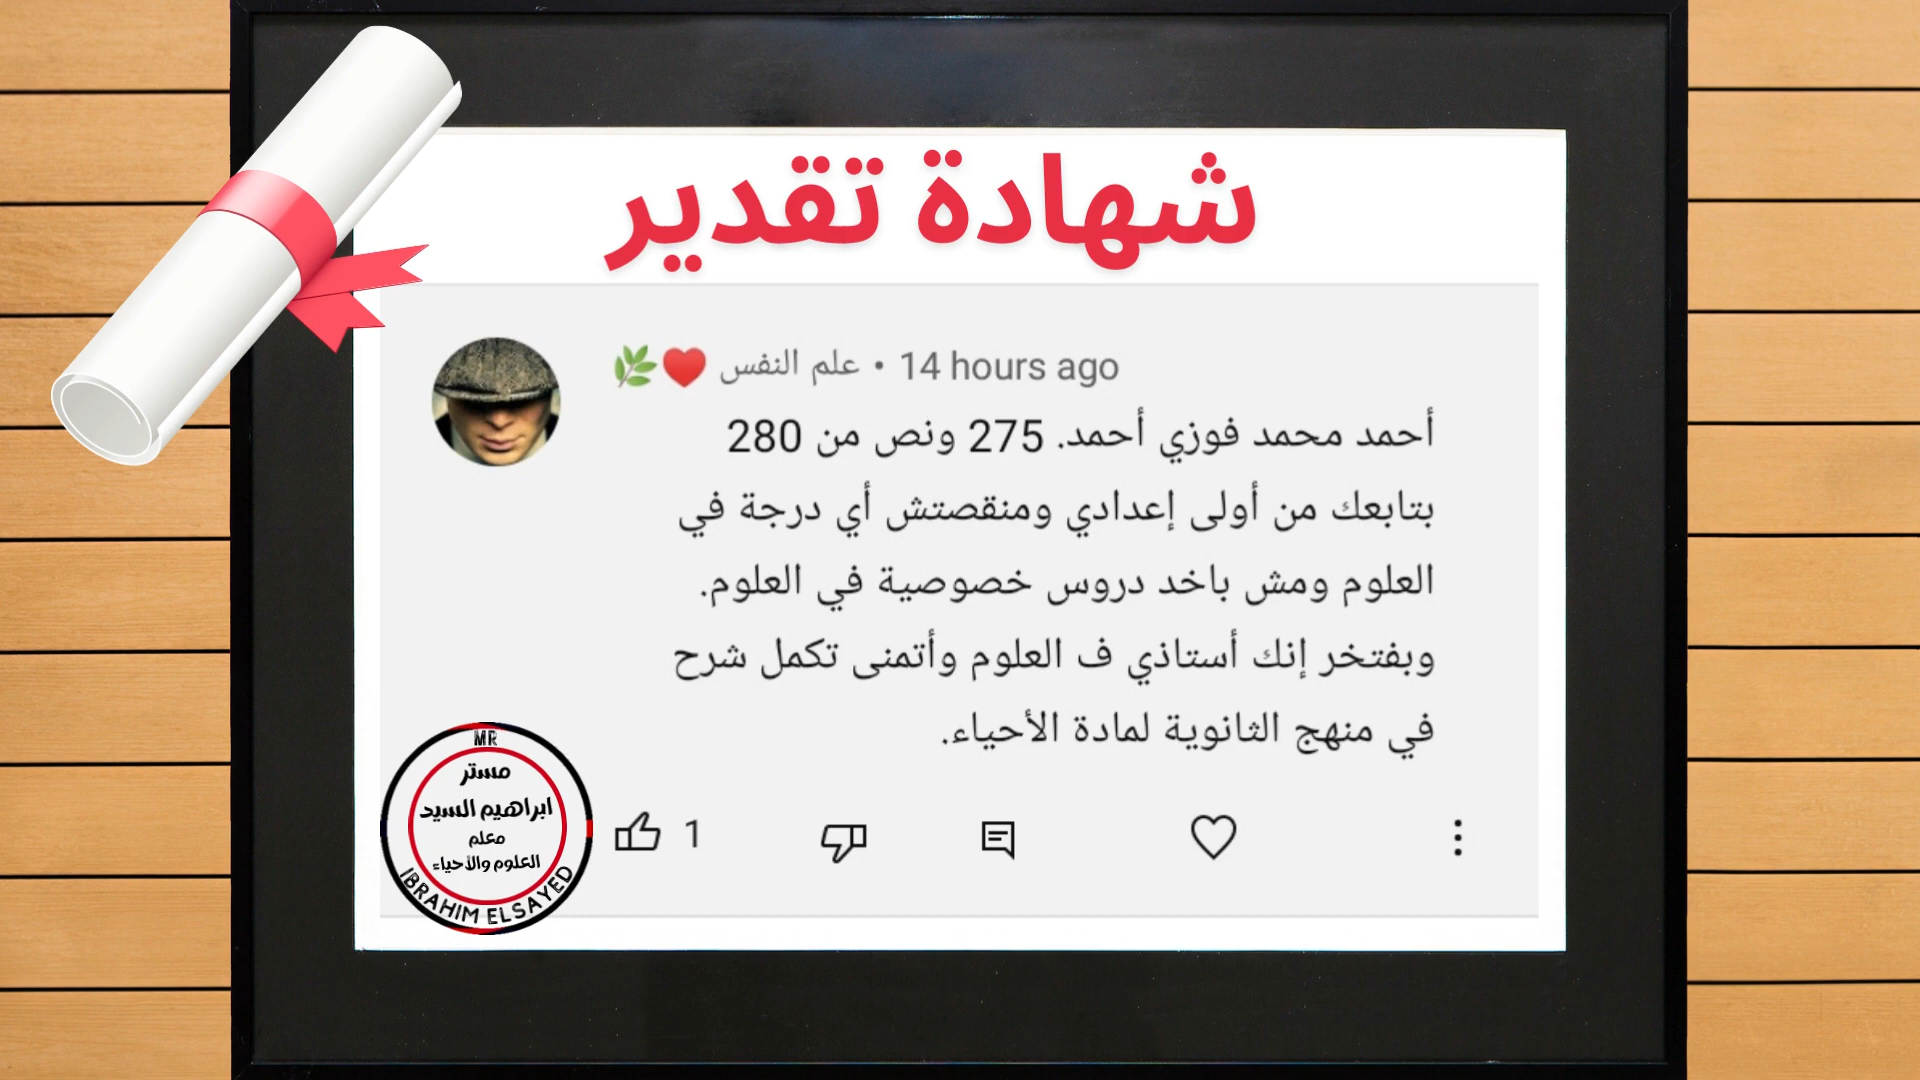 شهادة تقدير
علم النفس ❤️🌿 • 14 hours ago
أحمد محمد فوزي أحمد. 275 ونص من 280
بتابعك من أولى إعدادي ومنقصتش أي درجة في
العلوم ومش باخد دروس خصوصية في العلوم.
وبفتخر إنك أستاذي ف العلوم وأتمنى تكمل شرح
في منهج الثانوية لمادة الأحياء.
1
MR
مستر
ابراهيم السيد
معلم
العلوم والأحياء
IBRAHIM ELSAYED